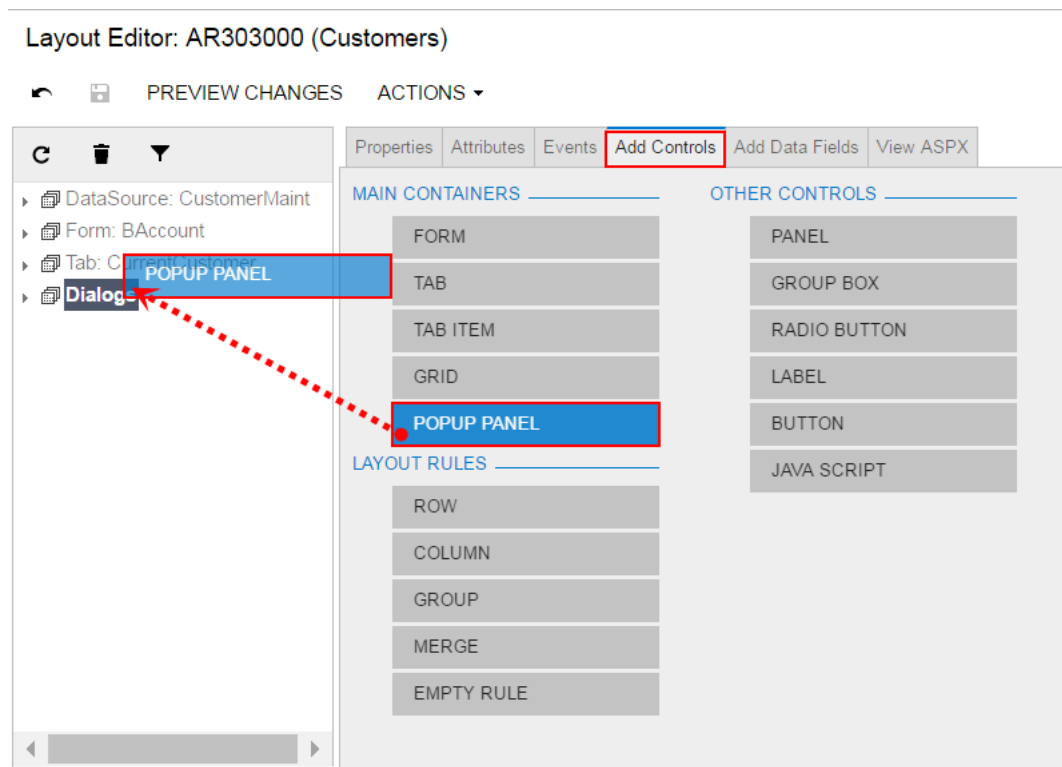 Layout Editor: AR303000 (Customers)
PREVIEW CHANGES ACTIONS
Properties Attributes Events Add Controls Add Data Fields View ASPX
DataSource: CustomerMaint
Form: BAccount
Tab: CurrentCustomer
POPUP PANEL
Dialogs
MAIN CONTAINERS
FORM
TAB
TAB ITEM
GRID
POPUP PANEL
LAYOUT RULES
ROW
COLUMN
GROUP
MERGE
EMPTY RULE
OTHER CONTROLS
PANEL
GROUP BOX
RADIO BUTTON
LABEL
BUTTON
JAVA SCRIPT